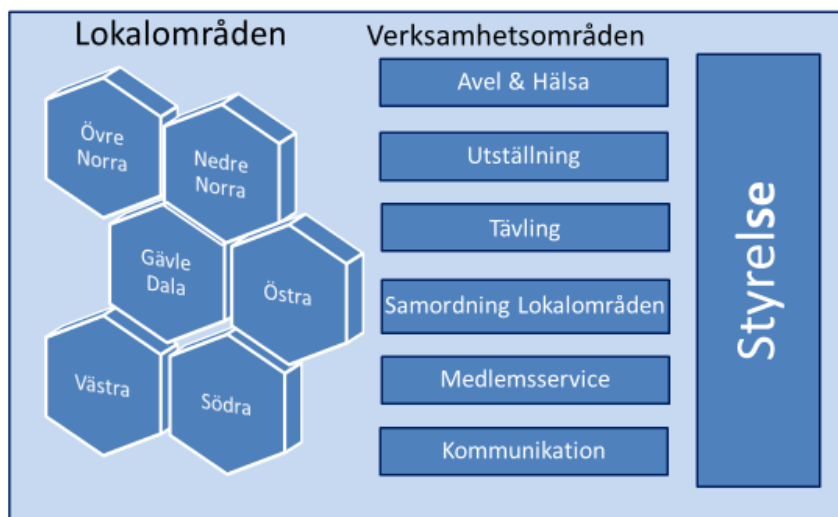 Lokalområden
Övre
Norra
Nedre
Norra
Gävle
Dala
Östra
Västra
Södra
Verksamhetsområden
Avel & Hälsa
Utställning
Tävling
Samordning Lokalområden
Medlemsservice
Kommunikation
Styrelse